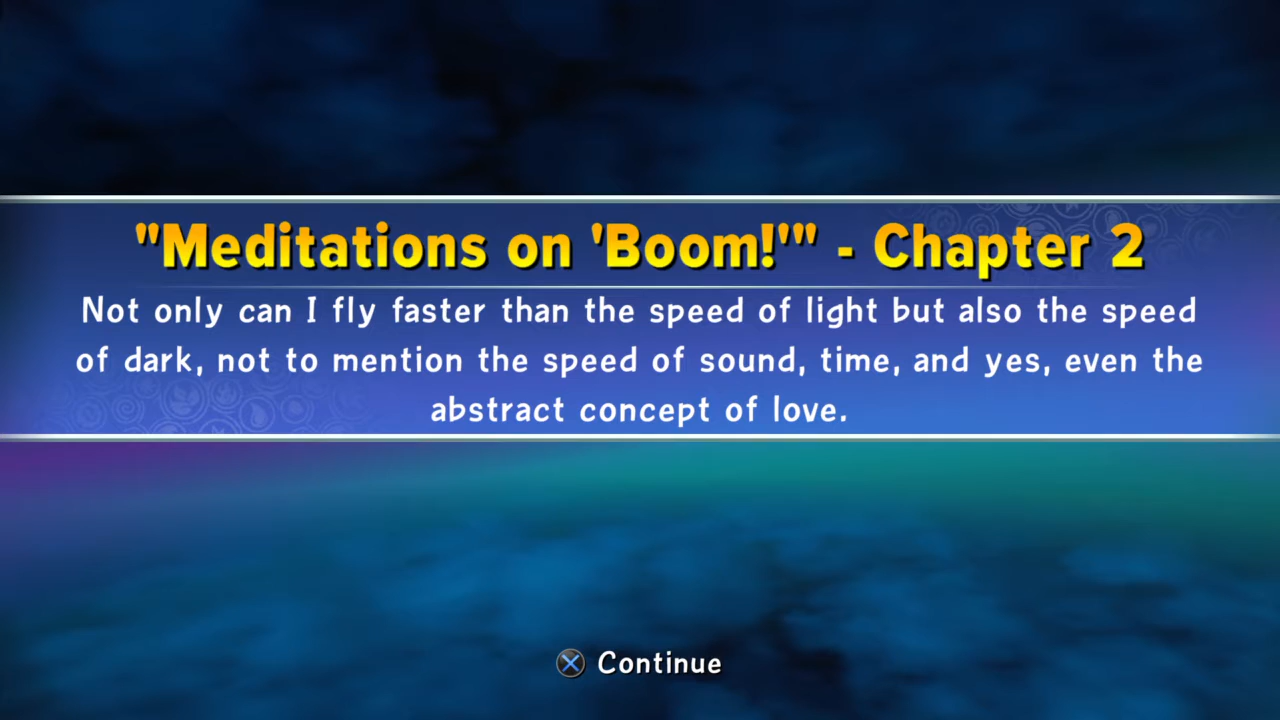 "Meditations on 'Boom!'" - Chapter 2
Not only can I fly faster than the speed of light but also the speed
of dark, not to mention the speed of sound, time, and yes, even the
abstract concept of love.
Continue